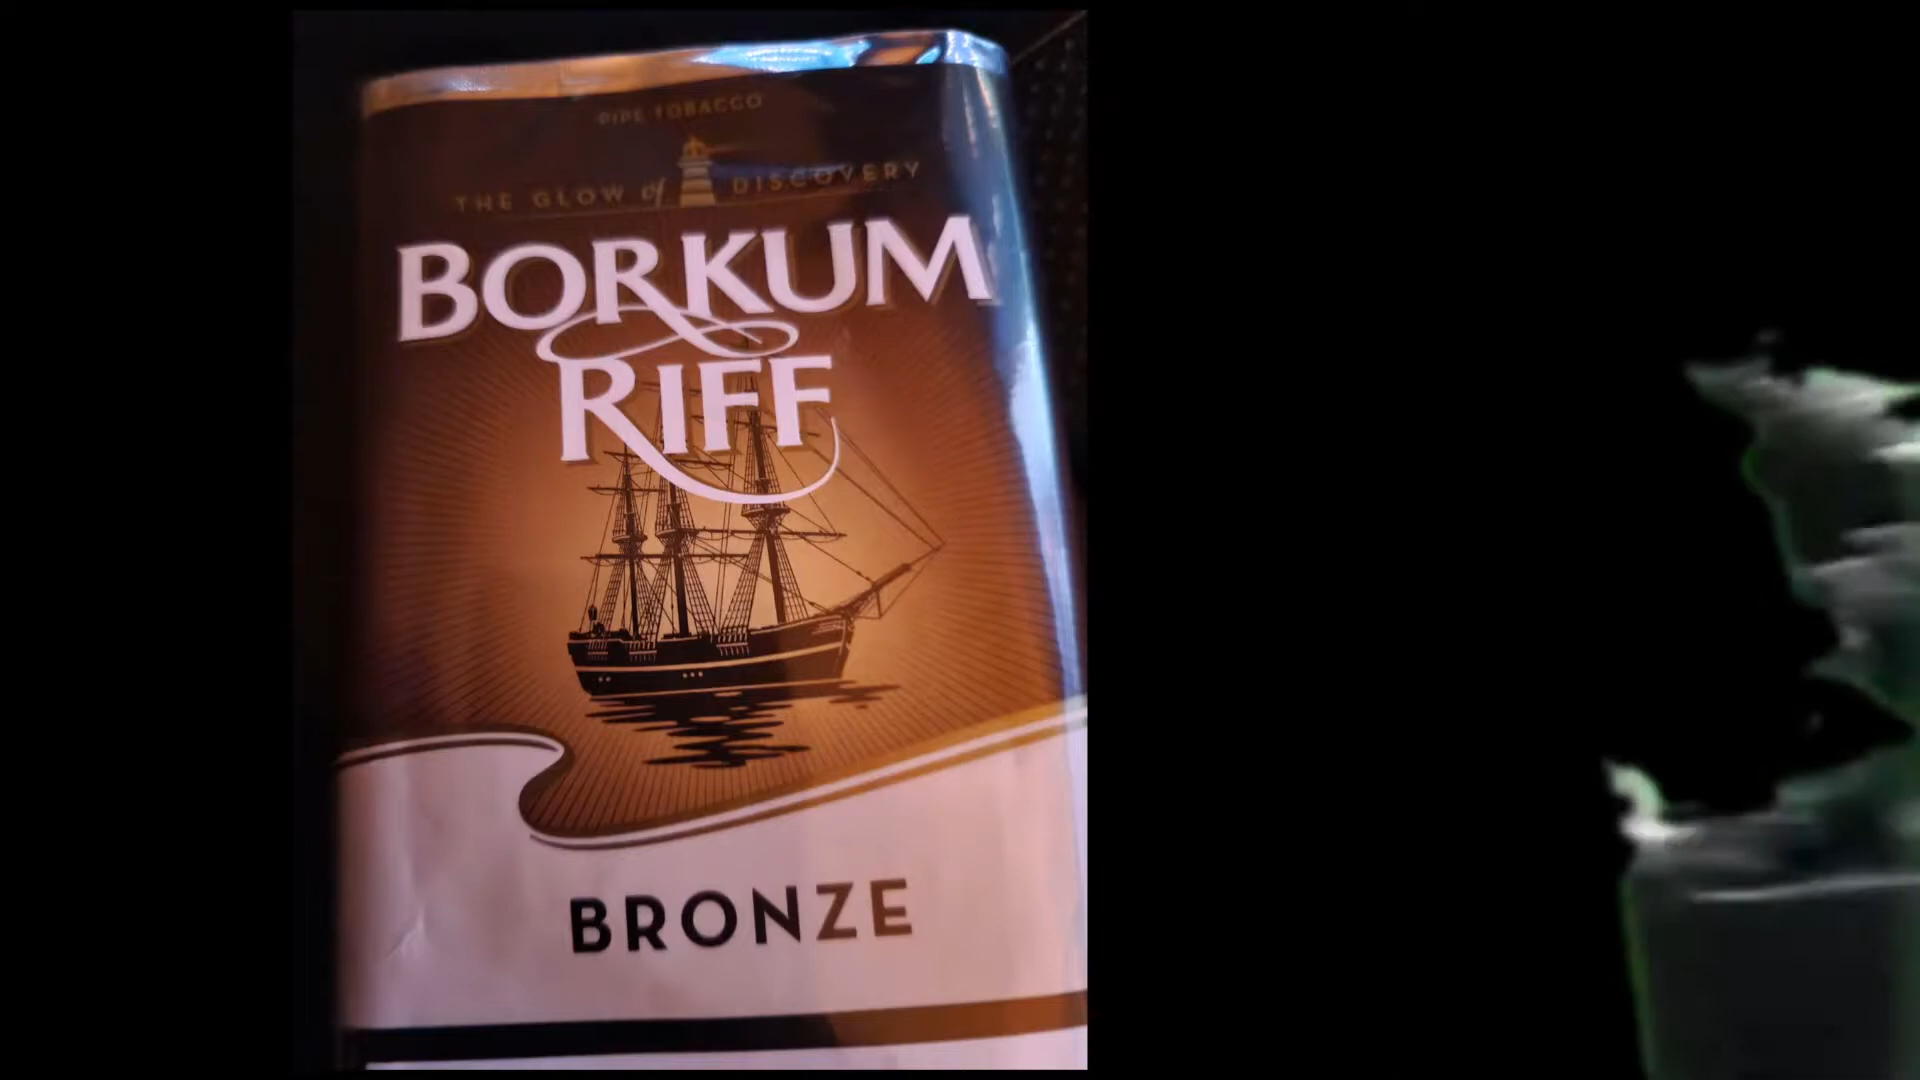 PIPE TOBACCO
THE GLOW of DISCOVERY
BORKUM
RIFF
BRONZE